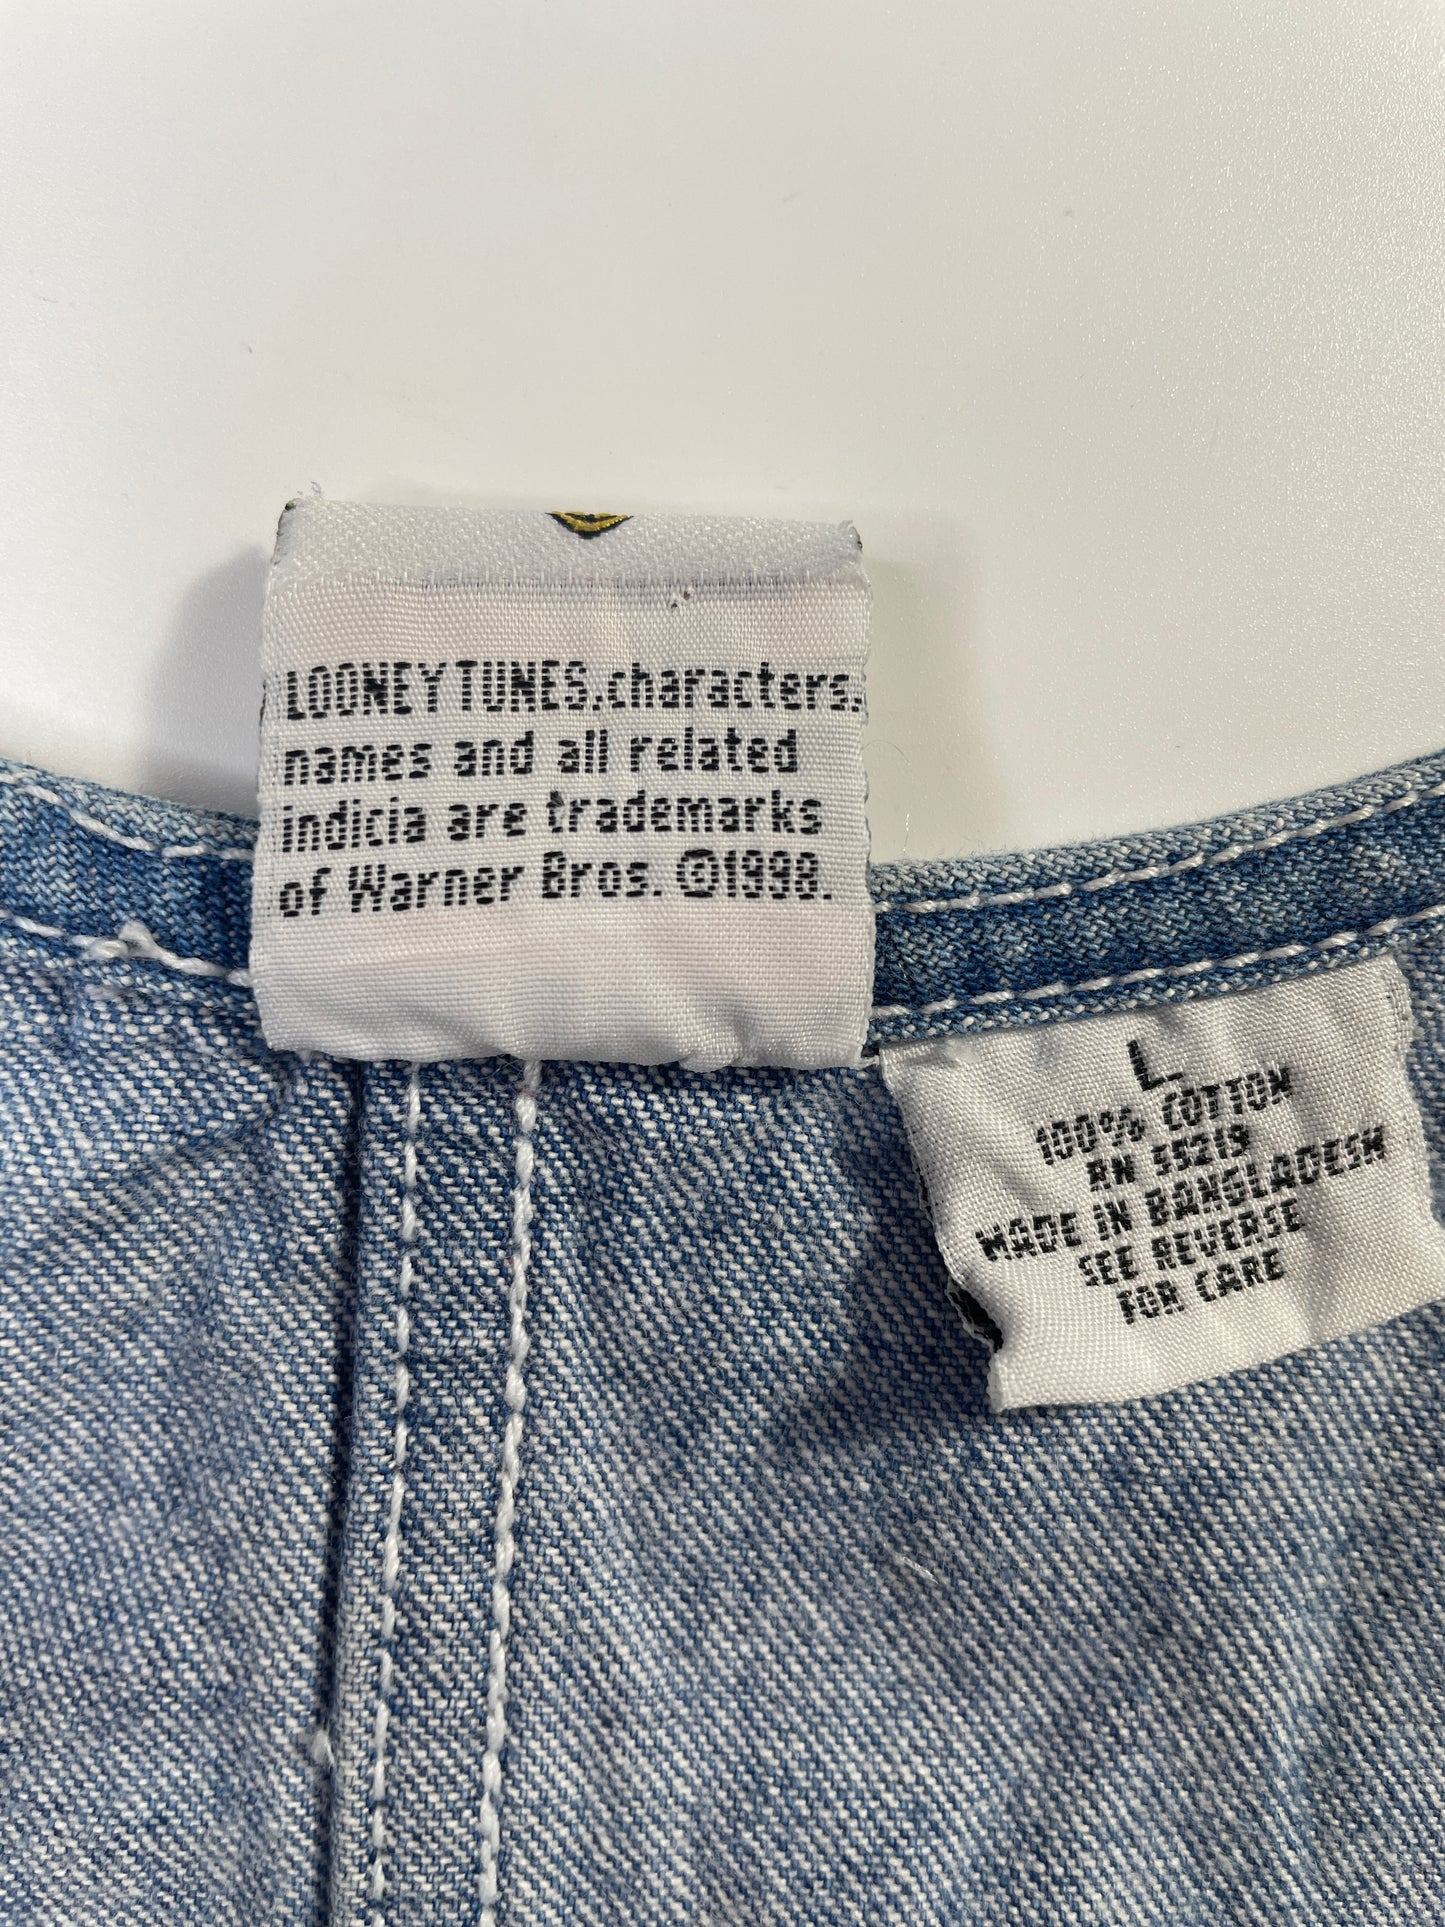 LOONEY TUNES, characters,
names and all related
indicia are trademarks
of Warner Bros. ©1998.
L
100% COTTON
RN 55219
MADE IN BANGLADESH
SEE REVERSE
FOR CARE